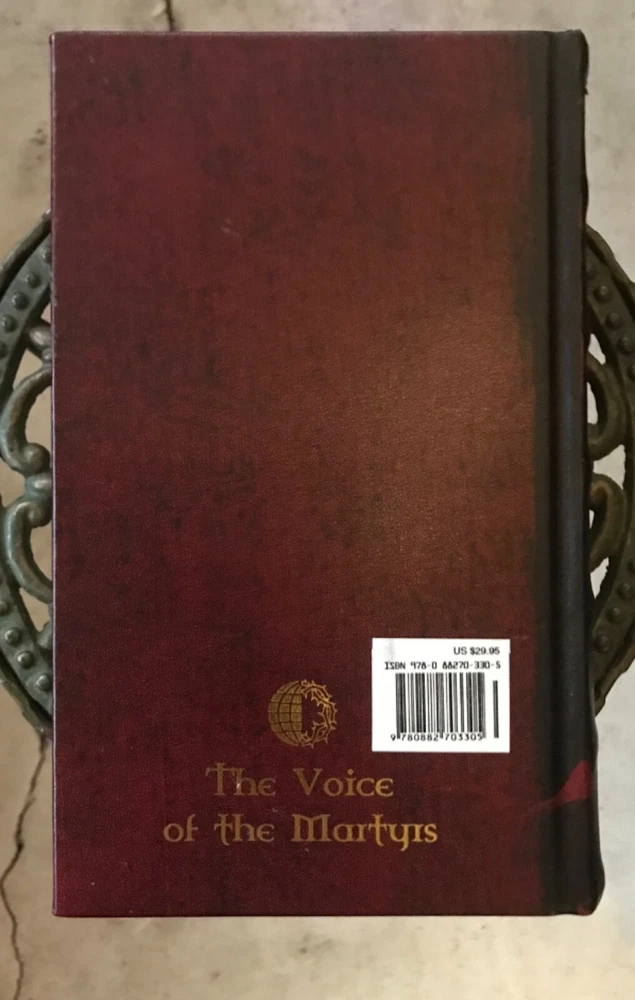 US $29.95
ISBN 978-0 88270-330-5
9 780882 703305
The Voice
of the Martyrs